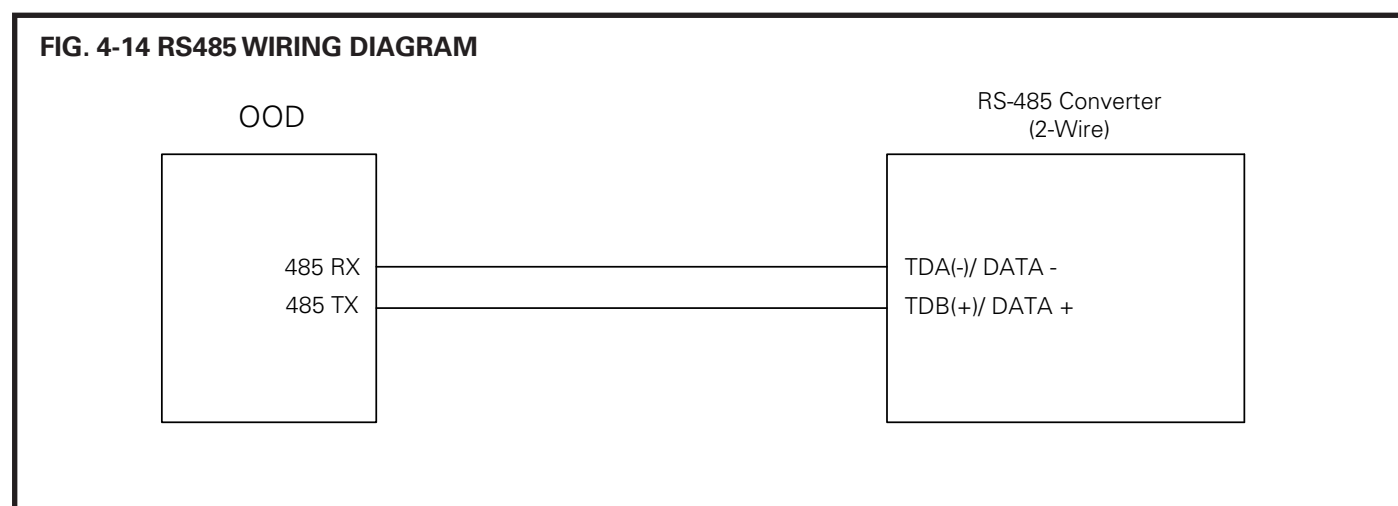 FIG. 4-14 RS485 WIRING DIAGRAM
OOD
RS-485 Converter
(2-Wire)
485 RX
TDA(-)/ DATA -
485 TX
TDB(+)/ DATA +